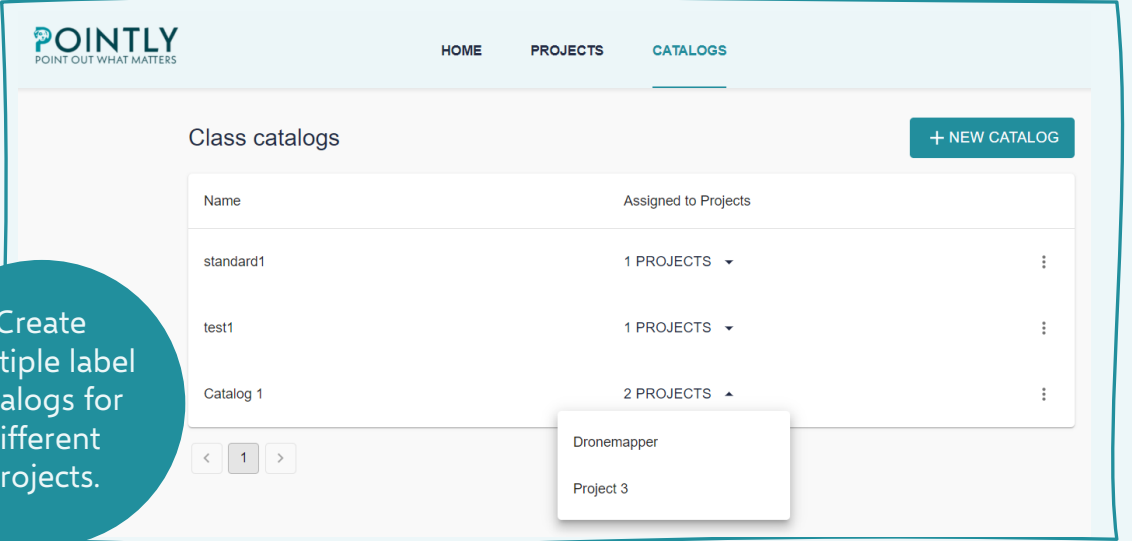 POINTLY
POINT OUT WHAT MATTERS
HOME PROJECTS CATALOGS
Class catalogs
+ NEW CATALOG
Name Assigned to Projects
standard1 1 PROJECTS
test1 1 PROJECTS
Catalog 1 2 PROJECTS
Dronemapper
Project 3
< 1 >
Create
tiple label
alogs for
ifferent
rojects.